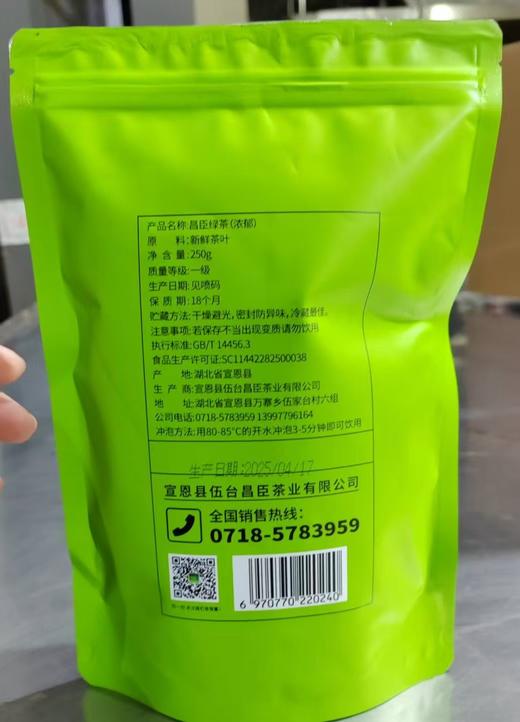 产品名称:昌臣绿茶(浓郁)
原 料:新鲜茶叶
净 含 量:250g
质量等级:一级
生产日期:见喷码
保 质 期:18个月
贮藏方法:干燥避光,密封防异味,冷藏最佳。
注意事项:若保存不当出现变质请勿饮用
执行标准:GB/T 14456.3
食品生产许可证:SC11442282500038
产 地:湖北省宣恩县
生 产 商:宣恩县伍台昌臣茶业有限公司
地 址:湖北省宣恩县万寨乡伍家台村六组
公司电话:0718-5783959 13997796164
冲泡方法:用80-85°C的开水冲泡3-5分钟即可饮用
生产日期:2025/04/17
宣恩县伍台昌臣茶业有限公司
全国销售热线:
0718-5783959
6 970770 220240